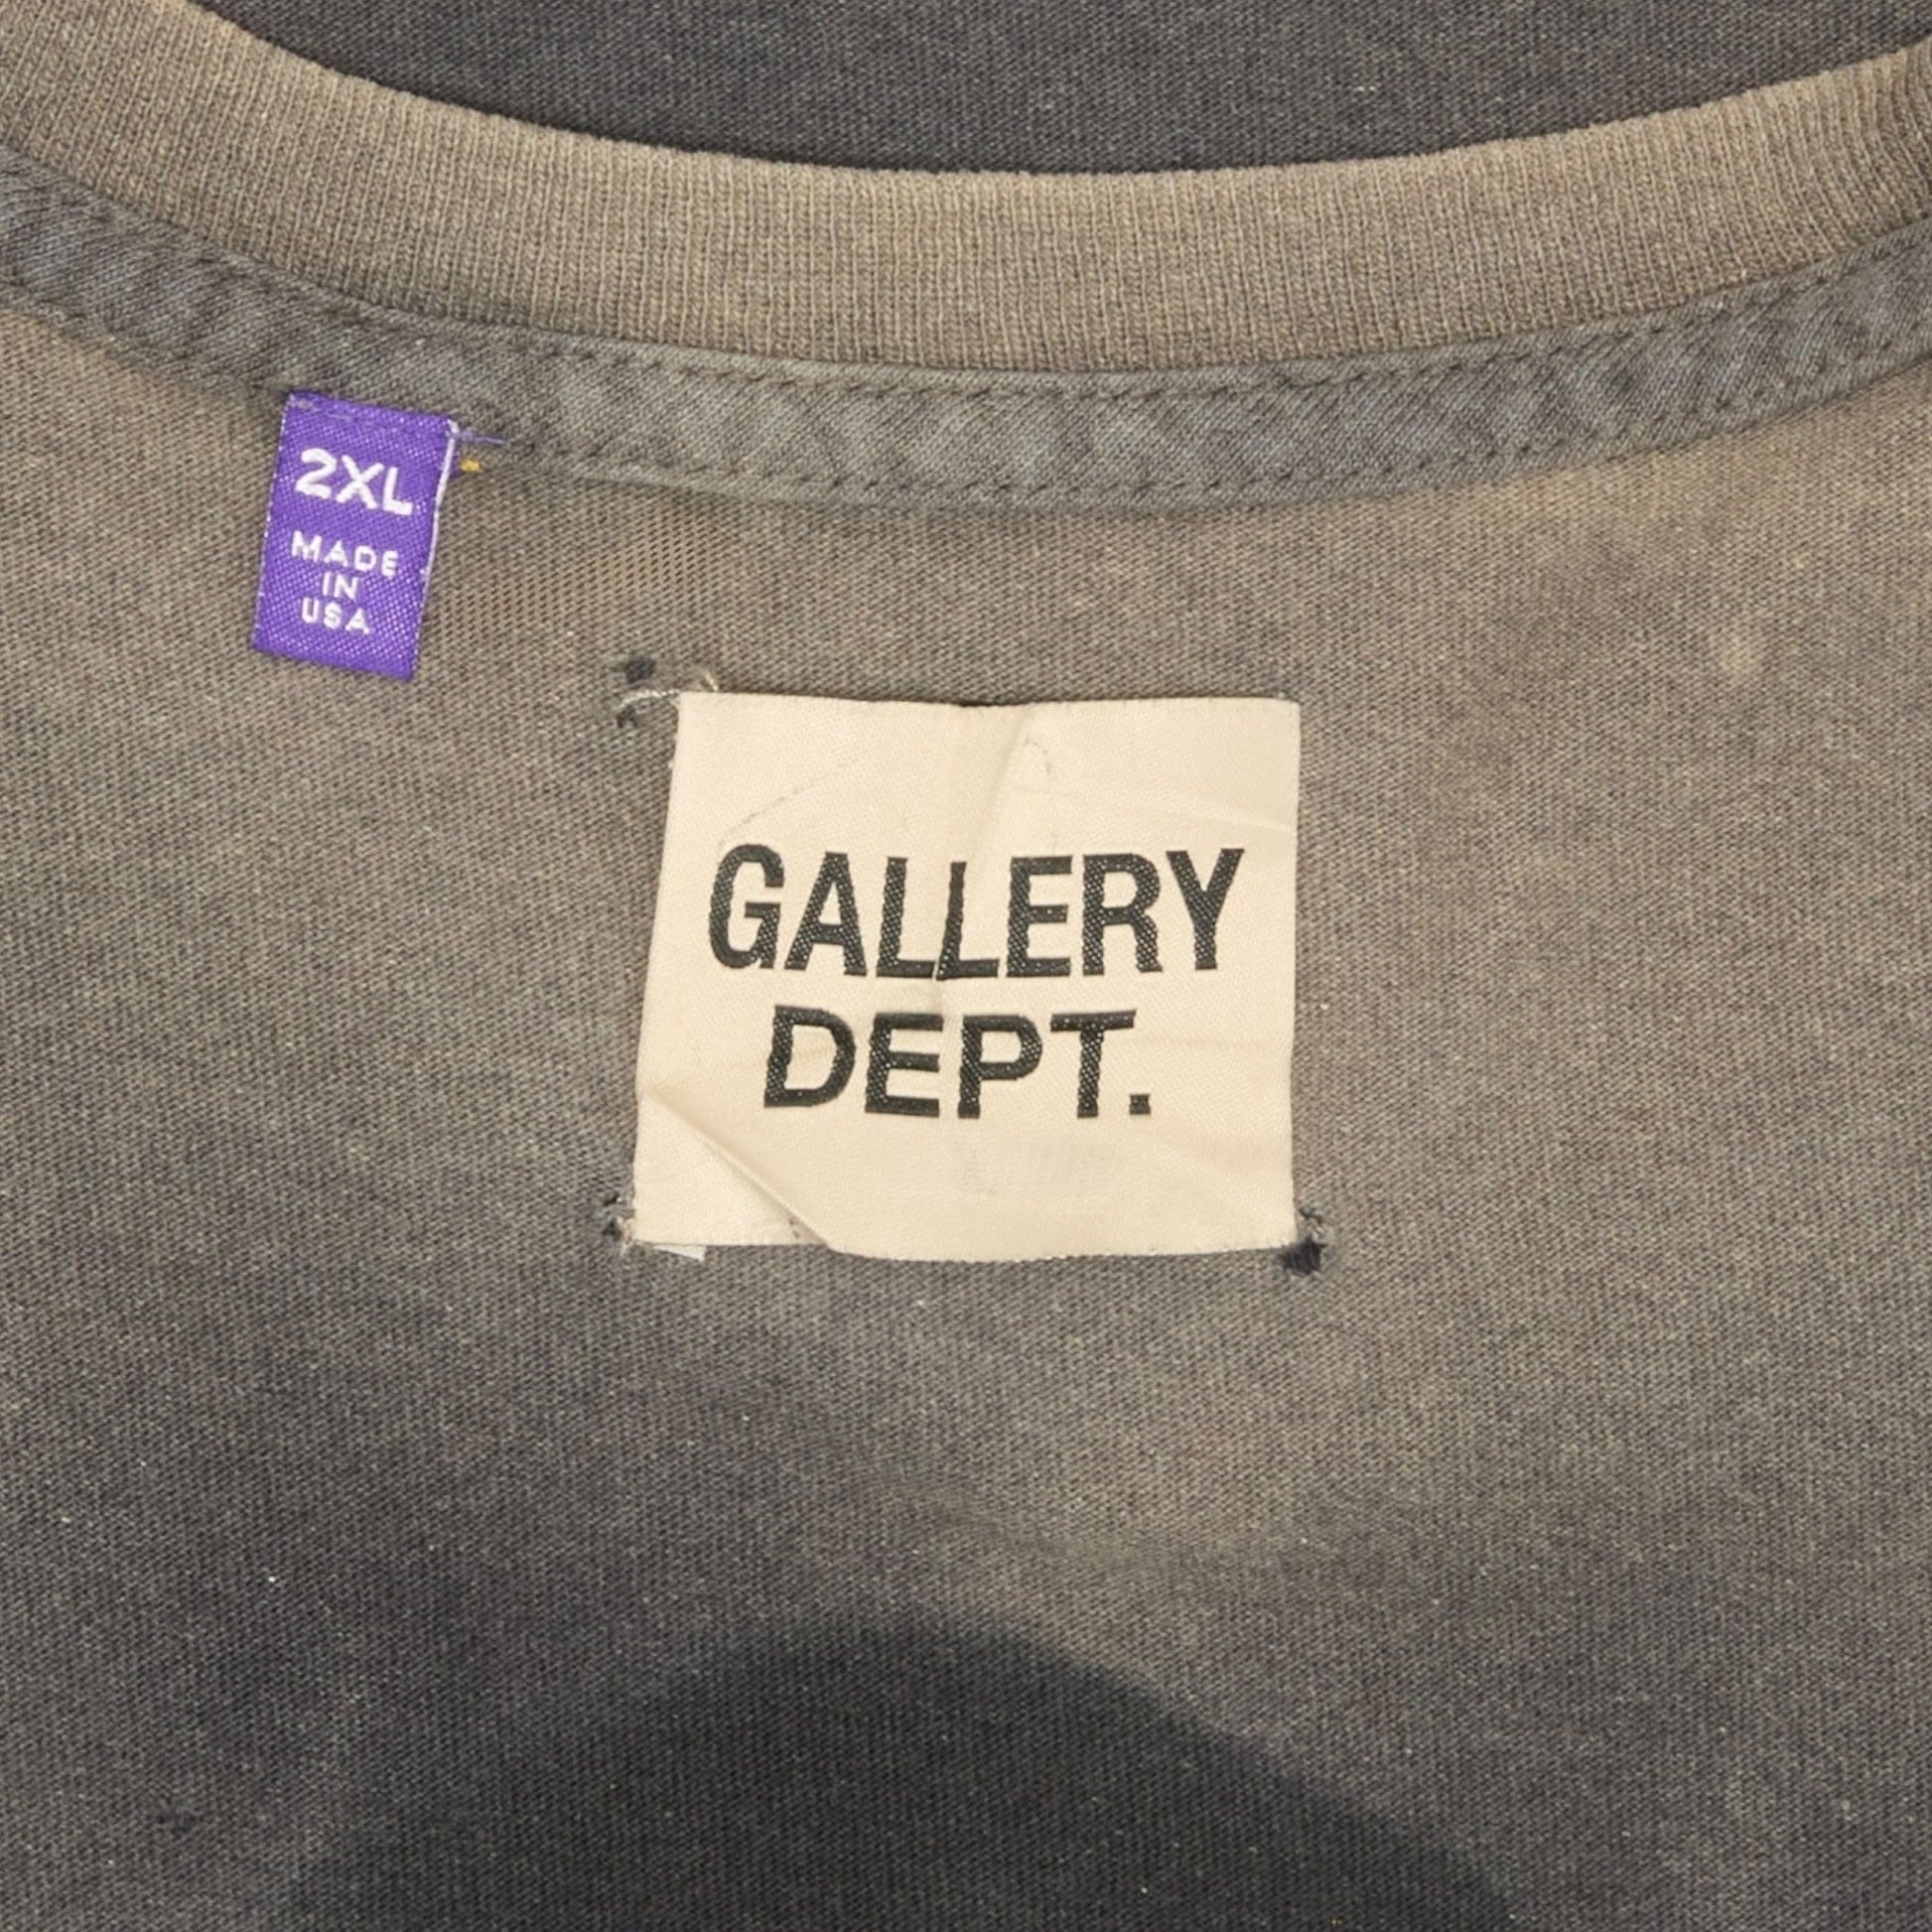 2XL
MADE
IN
USA
GALLERY
DEPT.